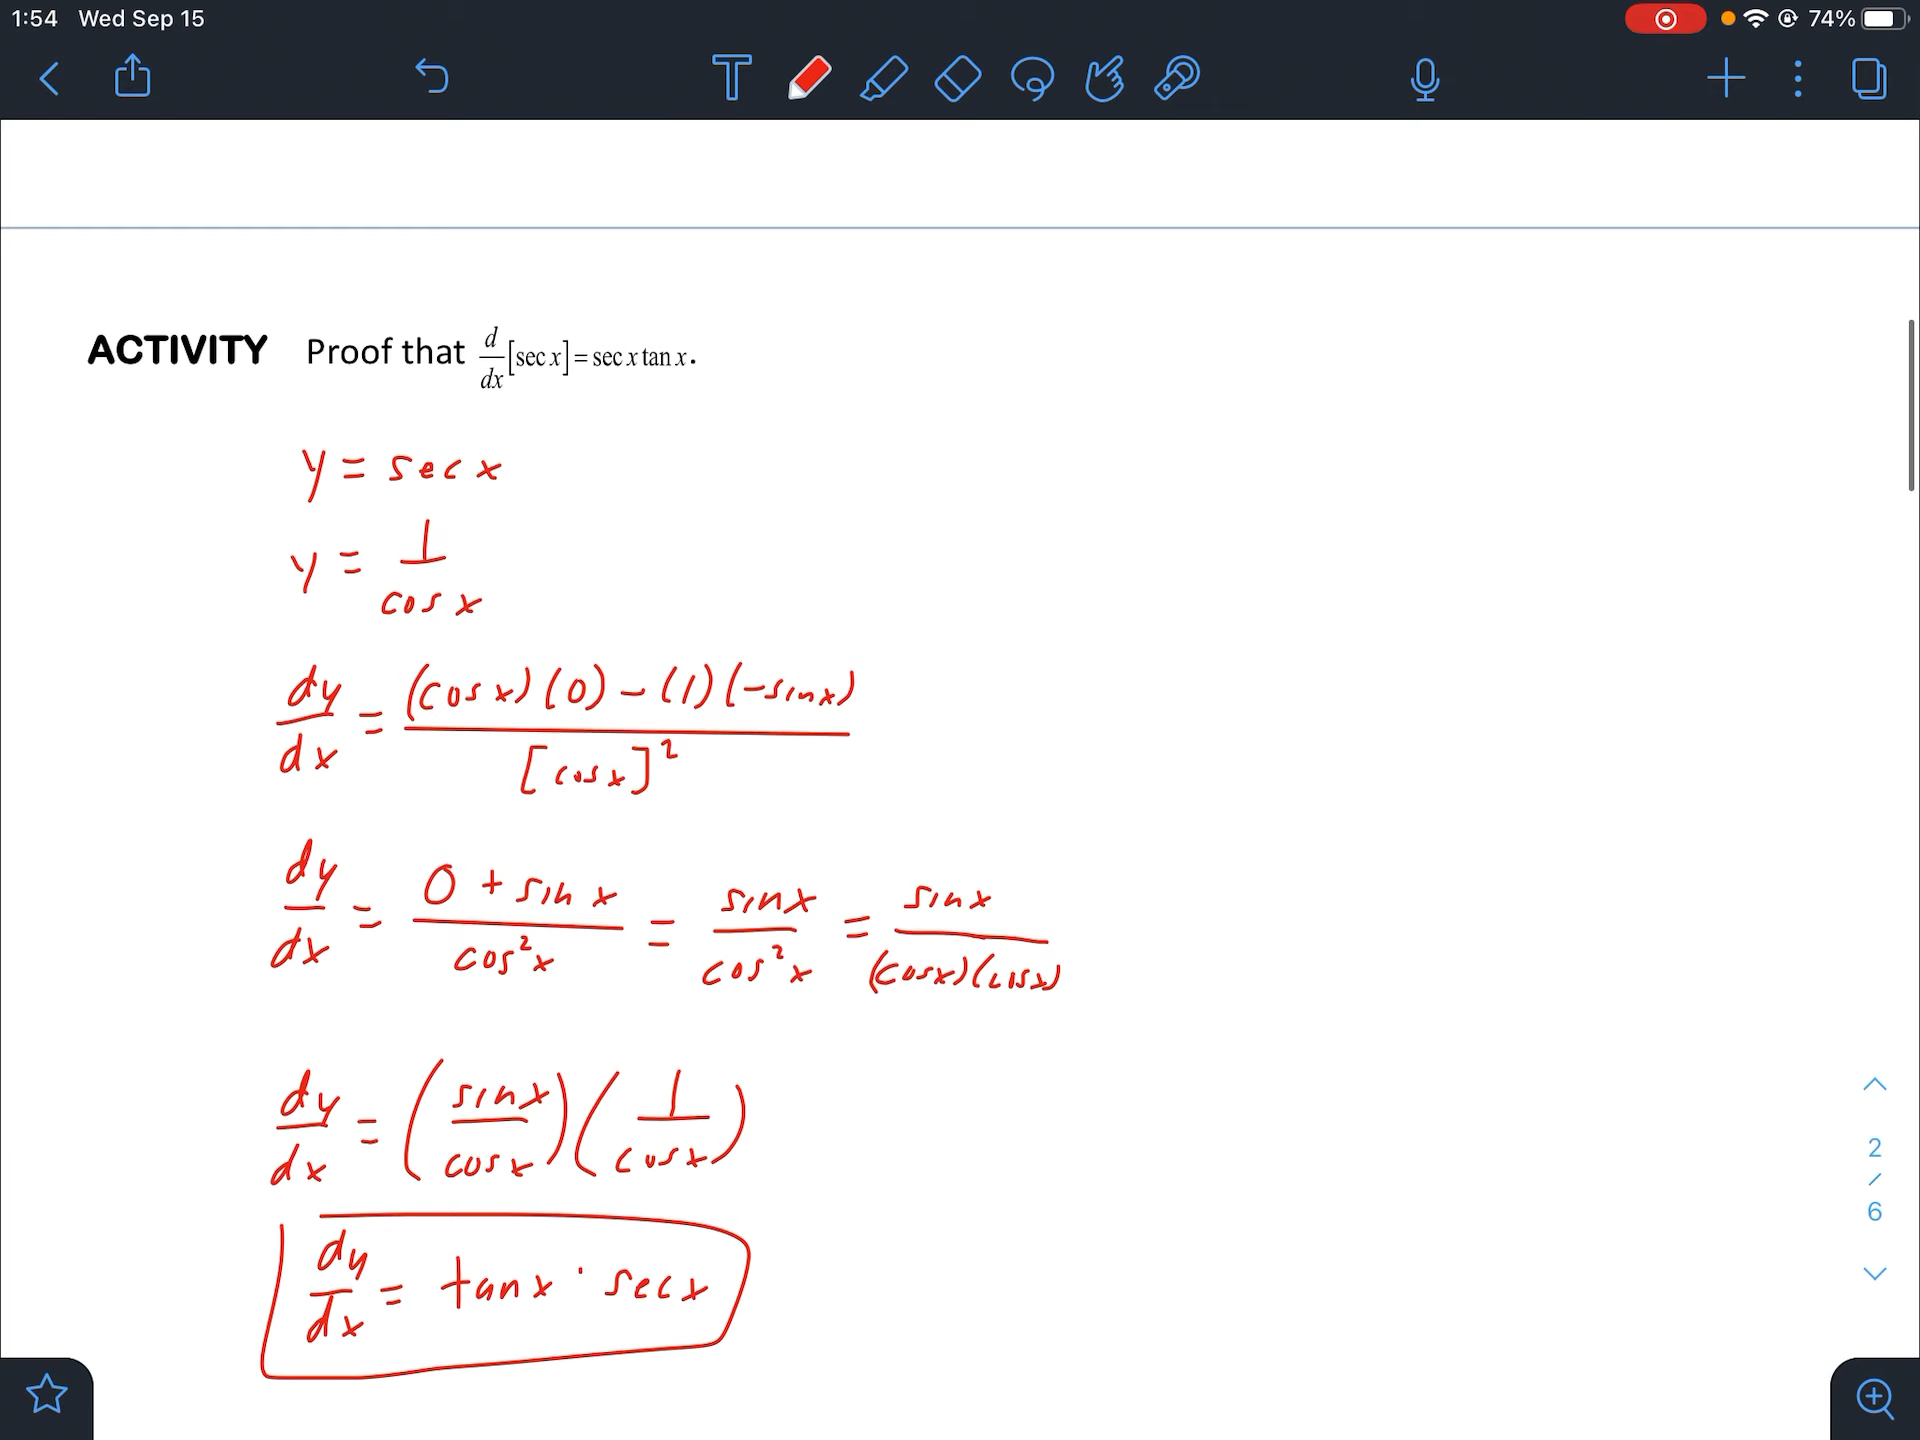 1:54 Wed Sep 15 74%
ACTIVITY Proof that d/dx [sec x] = sec x tan x.
y = sec x
y = 1/cos x
dy/dx = (cos x)(0) - (1)(-sin x) / [cos x]²
dy/dx = 0 + sin x / cos²x = sin x / cos²x = sin x / (cos x)(cos x)
dy/dx = (sin x / cos x)(1 / cos x)
dy/dx = tan x · sec x
2
/
6